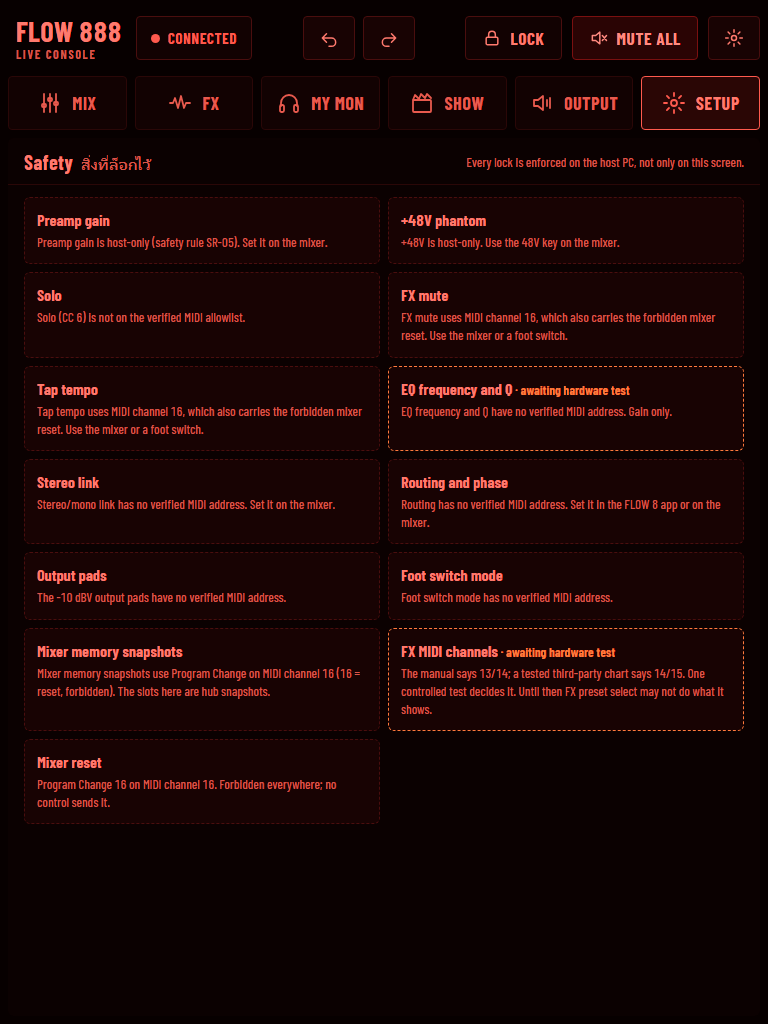 FLOW 888
LIVE CONSOLE
CONNECTED
LOCK
MUTE ALL
MIX
FX
MY MON
SHOW
OUTPUT
SETUP
Safety สิ่งที่ล็อกไว้
Every lock is enforced on the host PC, not only on this screen.
Preamp gain
Preamp gain is host-only (safety rule SR-05). Set it on the mixer.
+48V phantom
+48V is host-only. Use the 48V key on the mixer.
Solo
Solo (CC 6) is not on the verified MIDI allowlist.
FX mute
FX mute uses MIDI channel 16, which also carries the forbidden mixer
reset. Use the mixer or a foot switch.
Tap tempo
Tap tempo uses MIDI channel 16, which also carries the forbidden mixer
reset. Use the mixer or a foot switch.
EQ frequency and Q · awaiting hardware test
EQ frequency and Q have no verified MIDI address. Gain only.
Stereo link
Stereo/mono link has no verified MIDI address. Set it on the mixer.
Routing and phase
Routing has no verified MIDI address. Set it in the FLOW 8 app or on the
mixer.
Output pads
The -10 dBV output pads have no verified MIDI address.
Foot switch mode
Foot switch mode has no verified MIDI address.
Mixer memory snapshots
Mixer memory snapshots use Program Change on MIDI channel 16 (16 =
reset, forbidden). The slots here are hub snapshots.
FX MIDI channels · awaiting hardware test
The manual says 13/14; a tested third-party chart says 14/15. One
controlled test decides it. Until then FX preset select may not do what it
shows.
Mixer reset
Program Change 16 on MIDI channel 16. Forbidden everywhere; no
control sends it.